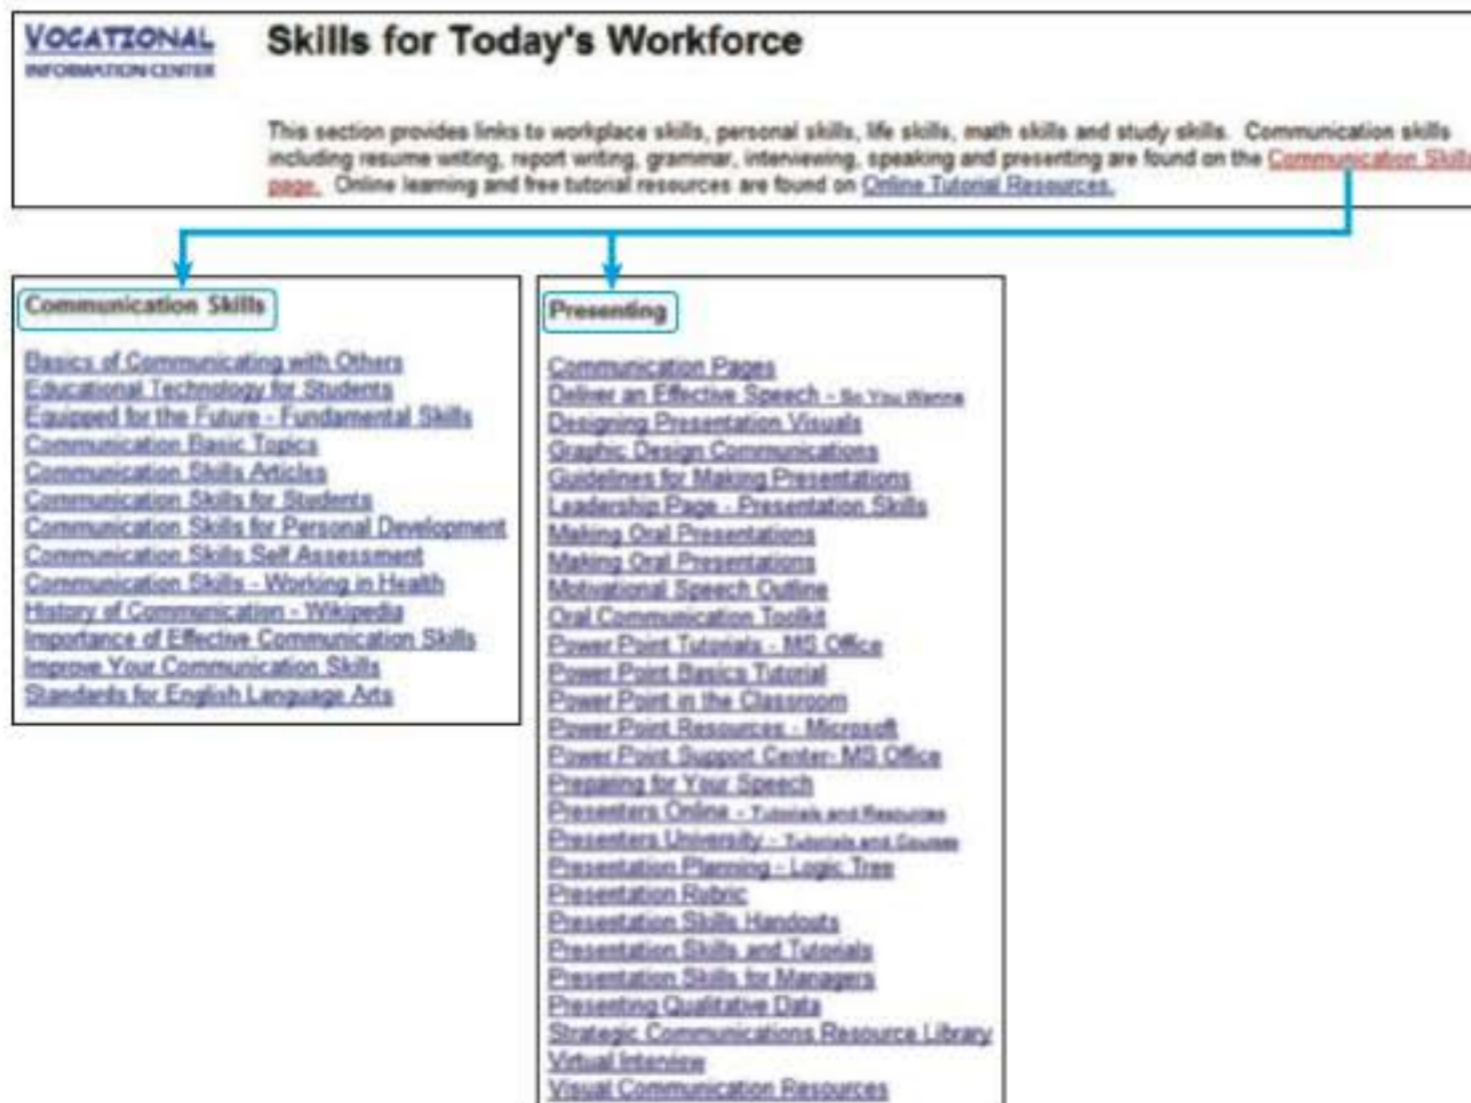 VOCATIONAL
INFORMATION CENTER
Skills for Today's Workforce
This section provides links to workplace skills, personal skills, life skills, math skills and study skills. Communication skills
including resume writing, report writing, grammar, interviewing, speaking and presenting are found on the Communication Skills
page. Online learning and free tutorial resources are found on Online Tutorial Resources.
Communication Skills
Basics of Communicating with Others
Educational Technology for Students
Equipped for the Future - Fundamental Skills
Communication Basic Topics
Communication Skills Articles
Communication Skills for Students
Communication Skills for Personal Development
Communication Skills Self Assessment
Communication Skills - Working in Health
History of Communication - Wikipedia
Importance of Effective Communication Skills
Improve Your Communication Skills
Standards for English Language Arts
Presenting
Communication Pages
Deliver an Effective Speech - So You Wanna
Designing Presentation Visuals
Graphic Design Communications
Guidelines for Making Presentations
Leadership Page - Presentation Skills
Making Oral Presentations
Making Oral Presentations
Motivational Speech Outline
Oral Communication Toolkit
Power Point Tutorials - MS Office
Power Point Basics Tutorial
Power Point in the Classroom
Power Point Resources - Microsoft
Power Point Support Center- MS Office
Preparing for Your Speech
Presenters Online - Tutorials and Resources
Presenters University - Tutorials and Courses
Presentation Planning - Logic Tree
Presentation Rubric
Presentation Skills Handouts
Presentation Skills and Tutorials
Presentation Skills for Managers
Presenting Qualitative Data
Strategic Communications Resource Library
Virtual Interview
Visual Communication Resources